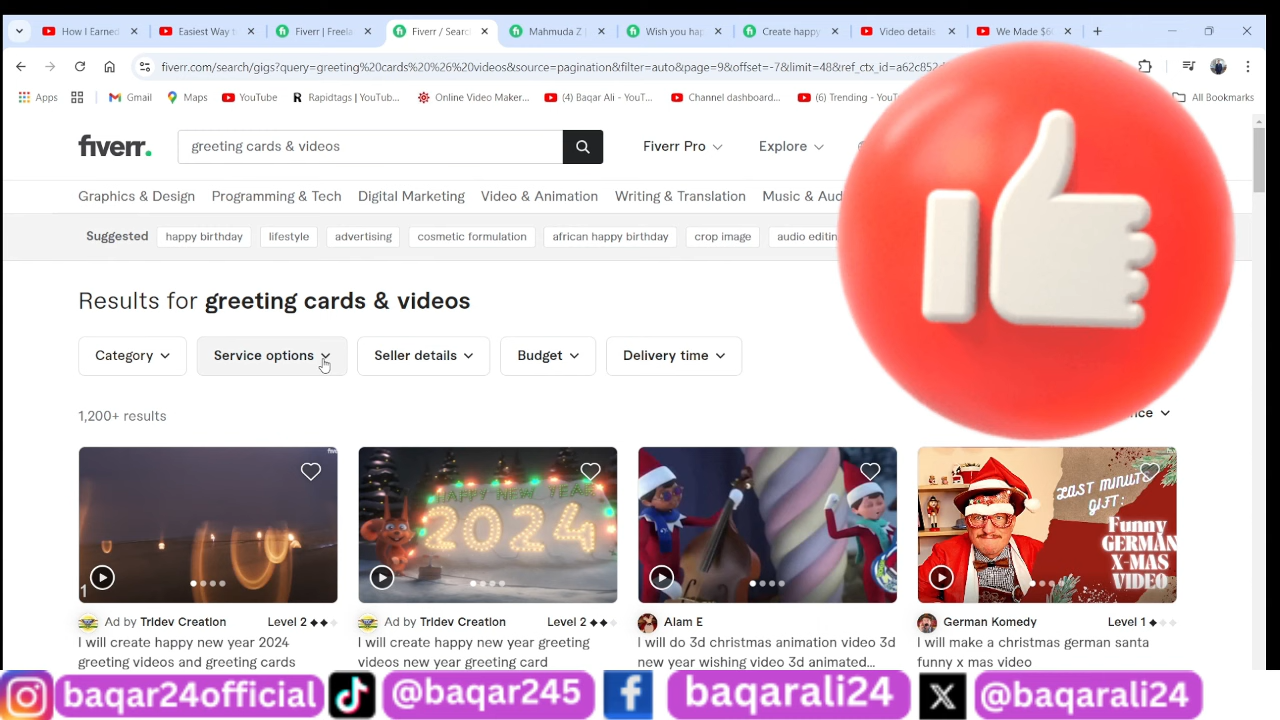 How I Earned
Easiest Way t
Fiverr | Freela
Fiverr / Searc
Mahmuda Z |
Wish you hap
Create happy
Video details
We Made $6
fiverr.com/search/gigs?query=greeting%20cards%20%26%20videos&source=pagination&filter=auto&page=9&offset=-7&limit=48&ref_ctx_id=a62c852
Apps
Gmail
Maps
YouTube
Rapidtags | YouTub...
Online Video Maker...
(4) Baqar Ali - YouT...
Channel dashboard...
(6) Trending - YouT
All Bookmarks
fiverr.
greeting cards & videos
Fiverr Pro
Explore
Graphics & Design
Programming & Tech
Digital Marketing
Video & Animation
Writing & Translation
Music & Aud
Suggested
happy birthday
lifestyle
advertising
cosmetic formulation
african happy birthday
crop image
audio editin
Results for greeting cards & videos
Category
Service options
Seller details
Budget
Delivery time
1,200+ results
nce
HAPPY NEW YEAR
2024
LAST MINUTE
GIFT:
Funny
GERMAN
X-MAS
VIDEO
Ad by Tridev Creation
Level 2
I will create happy new year 2024
greeting videos and greeting cards
Ad by Tridev Creation
Level 2
I will create happy new year greeting
videos new year greeting card
Alam E
I will do 3d christmas animation video 3d
new year wishing video 3d animated...
German Komedy
Level 1
I will make a christmas german santa
funny x mas video
baqar24official
@baqar245
baqarali24
@baqarali24